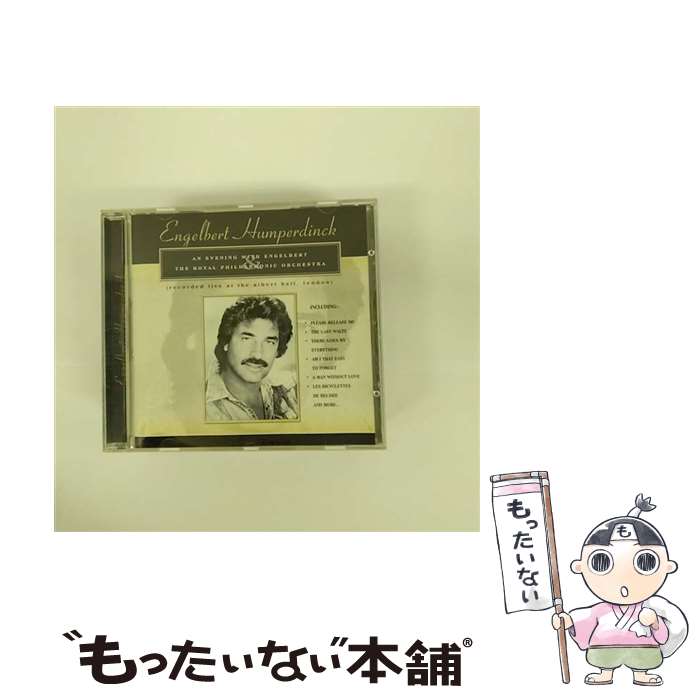 Engelbert Humperdinck
AN EVENING WITH ENGELBERT
&
THE ROYAL PHILHARMONIC ORCHESTRA
(recorded live at the albert hall, london)
INCLUDING...
• PLEASE RELEASE ME
• THE LAST WALTZ
• THERE GOES MY
EVERYTHING
• AM I THAT EASY
TO FORGET
• A MAN WITHOUT LOVE
• LES BICYCLETTES
DE BELSIZE
AND MORE...
も
もったいない
“もったいない”本舗®